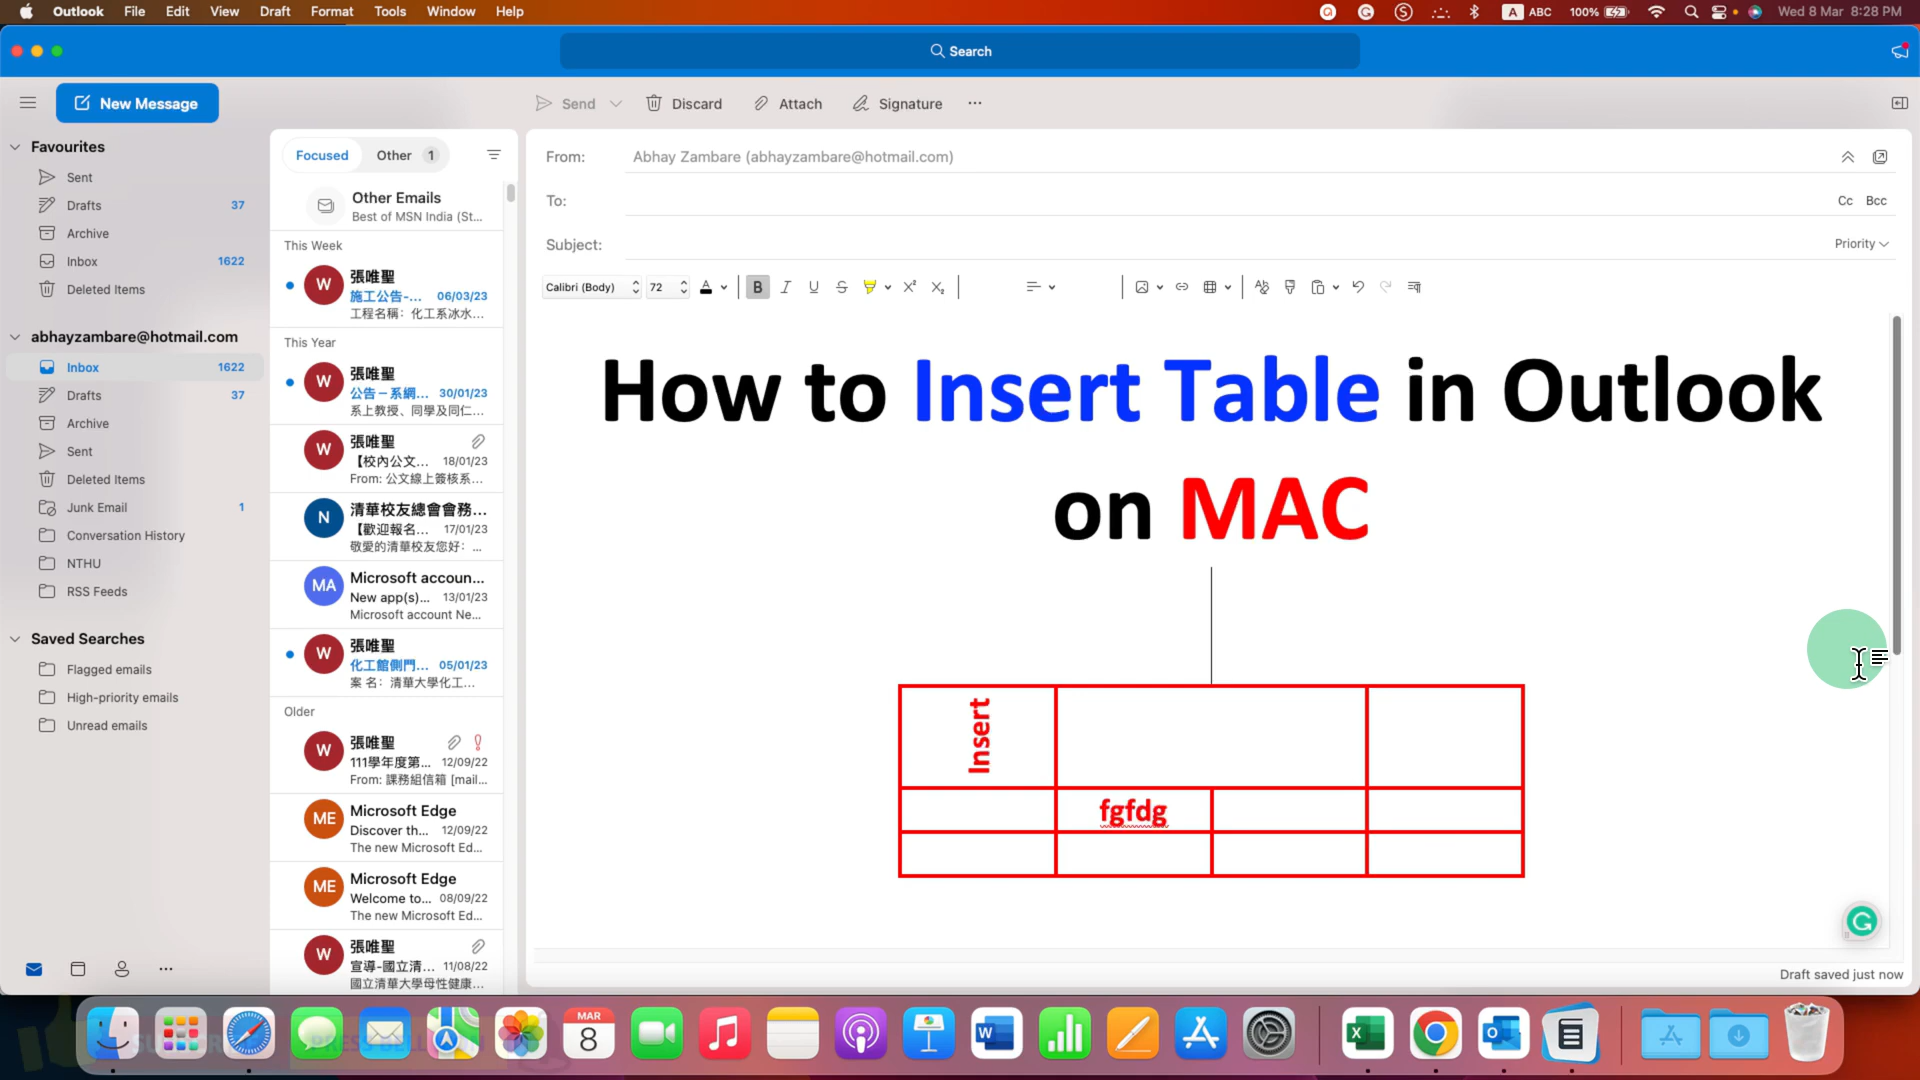 Outlook File Edit View Draft Format Tools Window Help
A ABC 100% Wed 8 Mar 8:28 PM
Search
New Message
Send Discard Attach Signature ...
Favourites
Sent
Drafts 37
Archive
Inbox 1622
Deleted Items
abhayzambare@hotmail.com
Inbox 1622
Drafts 37
Archive
Sent
Deleted Items
Junk Email 1
Conversation History
NTHU
RSS Feeds
Saved Searches
Flagged emails
High-priority emails
Unread emails
Focused Other 1
Other Emails
Best of MSN India (St...
This Week
W 張唯聖
施工公告-... 06/03/23
工程名稱：化工系冰水...
This Year
W 張唯聖
公告－系網... 30/01/23
系上教授、同學及同仁...
W 張唯聖
【校內公文... 18/01/23
From: 公文線上簽核系...
N 清華校友總會會務...
【歡迎報名... 17/01/23
敬愛的清華校友您好：...
MA Microsoft accoun...
New app(s)... 13/01/23
Microsoft account Ne...
W 張唯聖
化工館側門... 05/01/23
案 名：清華大學化工...
Older
W 張唯聖
111學年度第... 12/09/22
From: 課務組信箱 [mail...
ME Microsoft Edge
Discover th... 12/09/22
The new Microsoft Ed...
ME Microsoft Edge
Welcome to... 08/09/22
The new Microsoft Ed...
W 張唯聖
宣導-國立清... 11/08/22
國立清華大學母性健康...
From: Abhay Zambare (abhayzambare@hotmail.com)
To: Cc Bcc
Subject: Priority
Calibri (Body) 72 A B I U S X² X₂
How to Insert Table in Outlook
on MAC
Insert
fgfdg
Draft saved just now
MAR
8